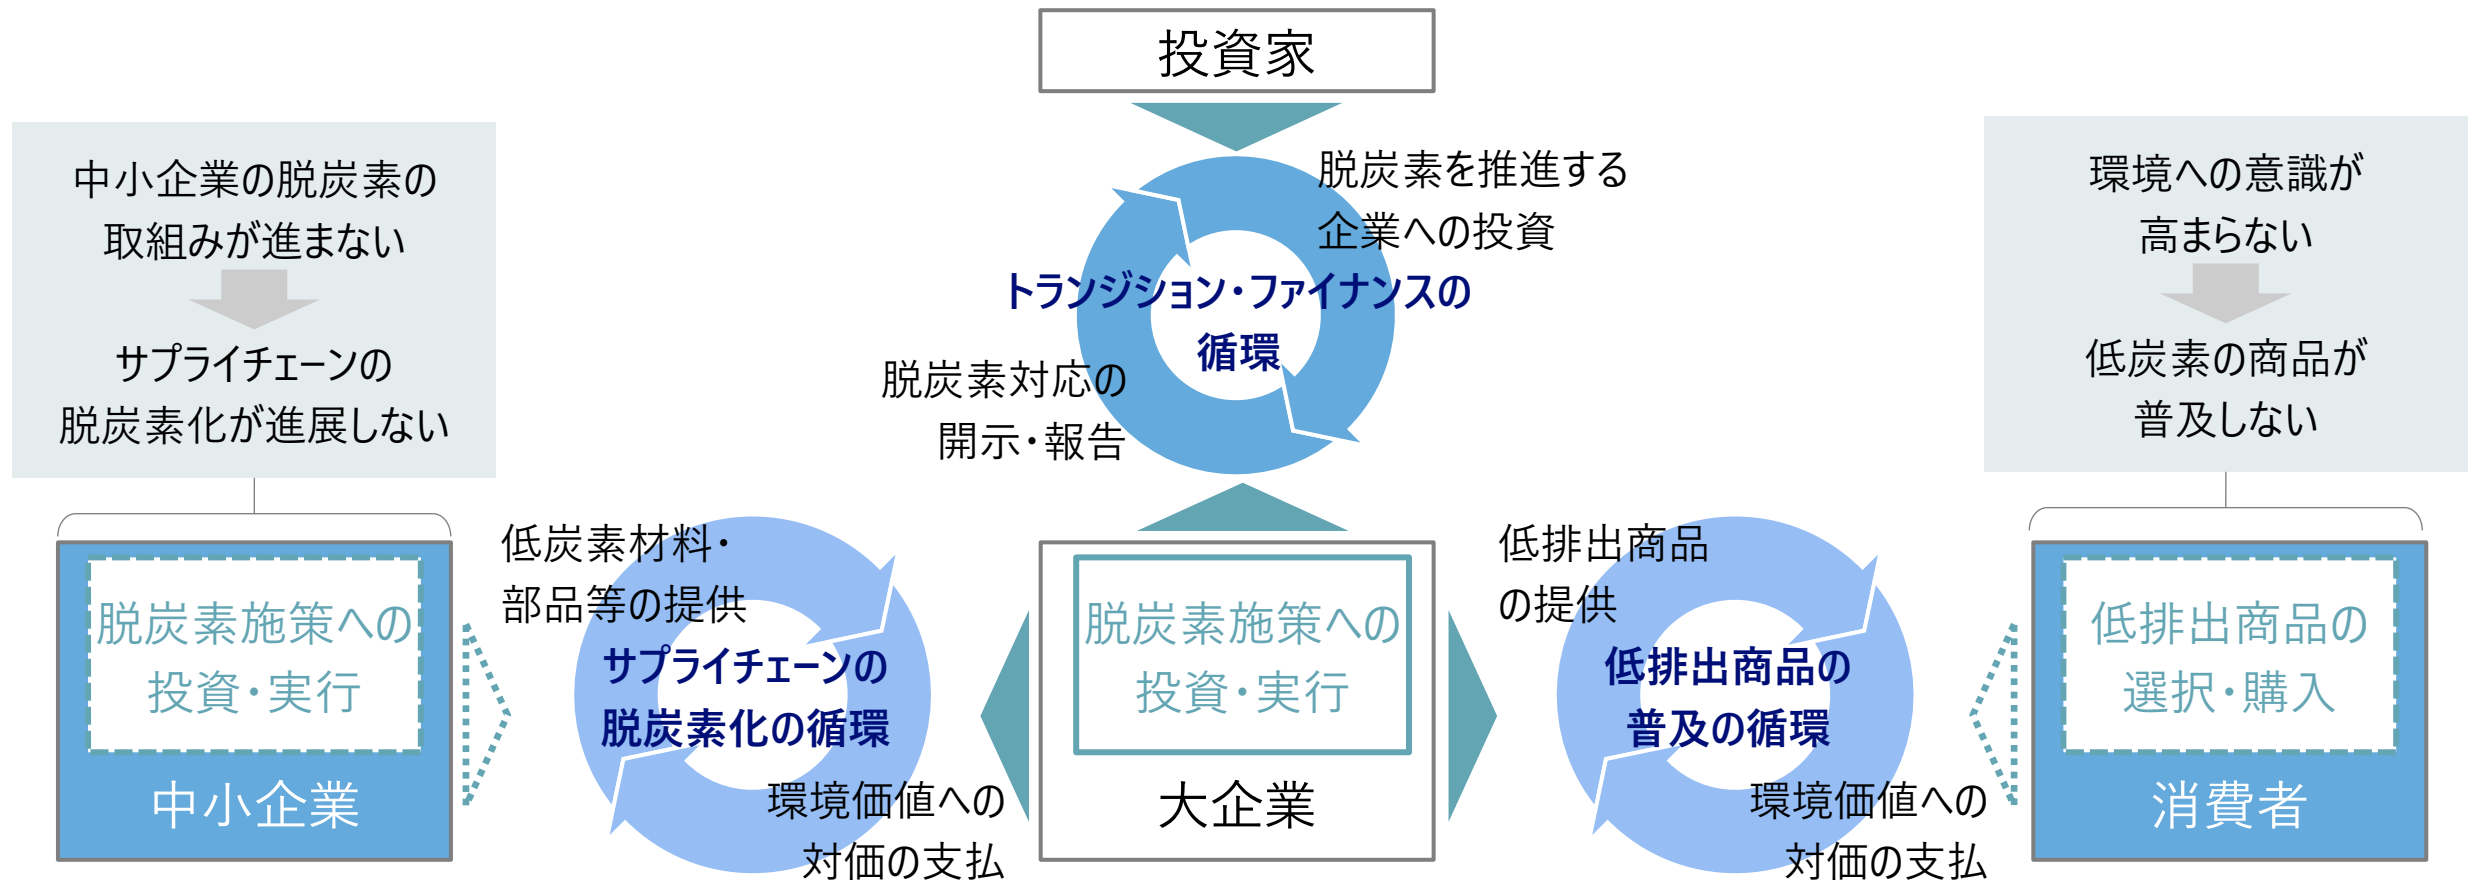 投資家
脱炭素を推進する
企業への投資
トランジション・ファイナンスの
循環
脱炭素対応の
開示・報告
中小企業の脱炭素の
取組みが進まない
サプライチェーンの
脱炭素化が進展しない
環境への意識が
高まらない
低炭素の商品が
普及しない
脱炭素施策への
投資・実行
中小企業
低炭素材料・
部品等の提供
サプライチェーンの
脱炭素化の循環
環境価値への
対価の支払
脱炭素施策への
投資・実行
大企業
低排出商品
の提供
低排出商品の
普及の循環
環境価値への
対価の支払
低排出商品の
選択・購入
消費者